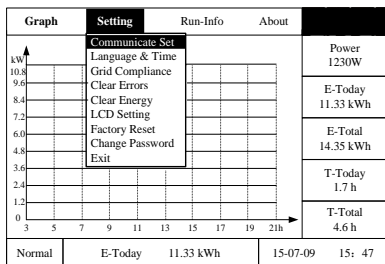 Graph Setting Run-Info About
Communicate Set
Language & Time
Grid Compliance
Clear Errors
Clear Energy
LCD Setting
Factory Reset
Change Password
Exit
kW
10.8
9.6
8.4
7.2
6.0
4.8
3.6
2.4
1.2
0
3 5 7 9 11 13 15 17 19 21h
Power
1230W
E-Today
11.33 kWh
E-Total
14.35 kWh
T-Today
1.7 h
T-Total
4.6 h
Normal E-Today 11.33 kWh 15-07-09 15: 47